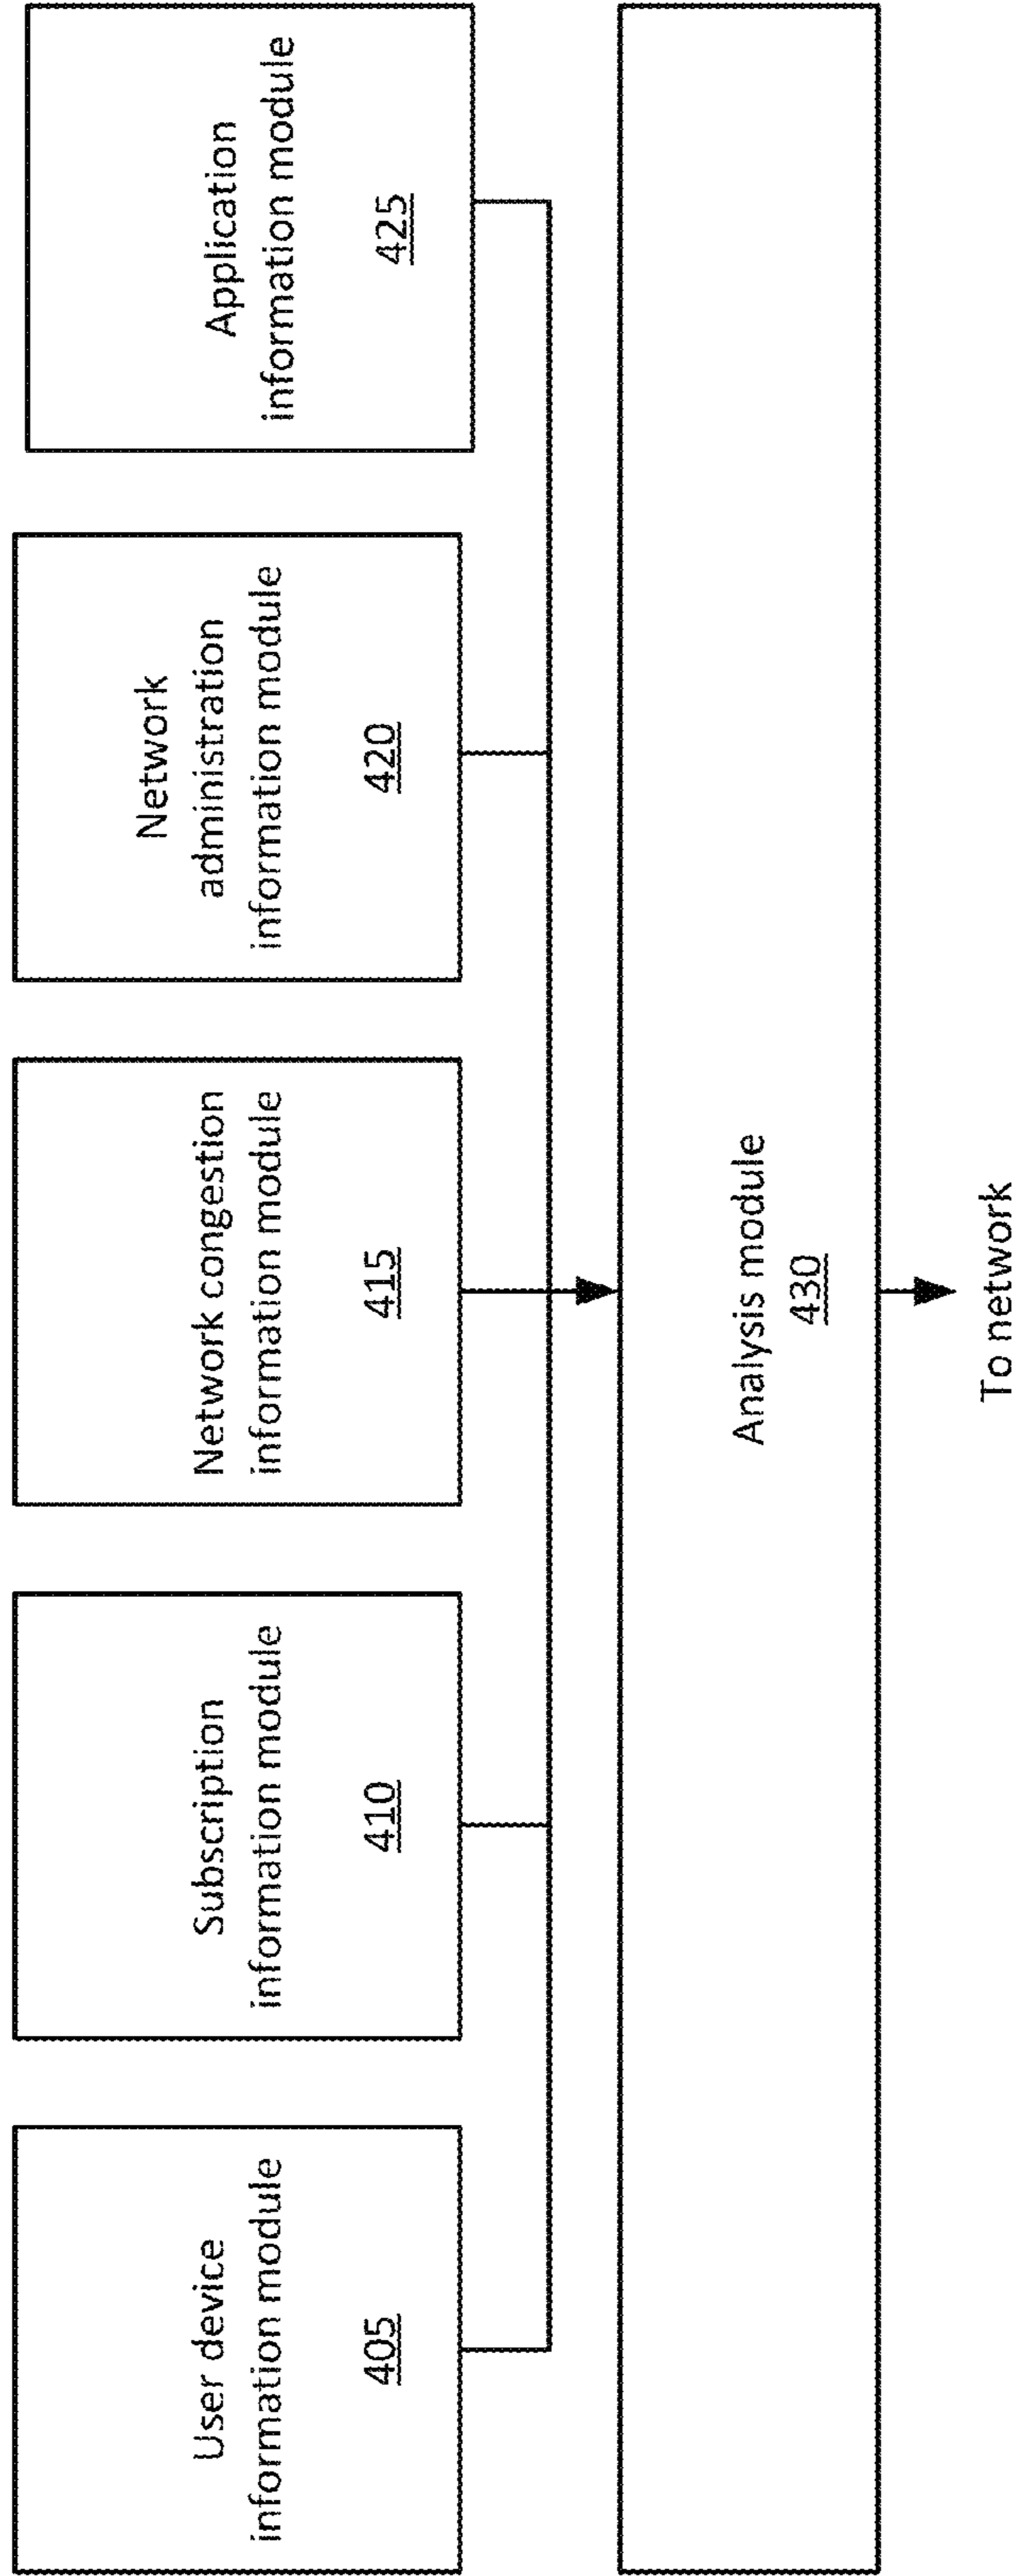 User device
information module
405
Subscription
information module
410
Network congestion
information module
415
Network
administration
information module
420
Application
information module
425
Analysis module
430
To network